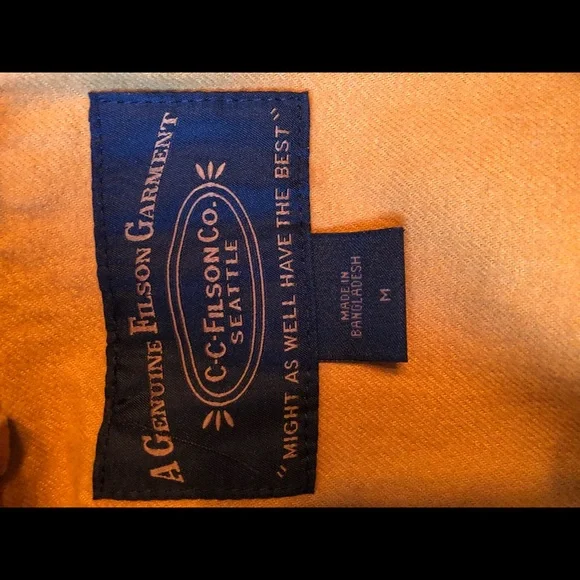 A GENUINE FILSON GARMENT
C·C·FILSON CO.
SEATTLE
"MIGHT AS WELL HAVE THE BEST"
MADE IN
BANGLADESH
M